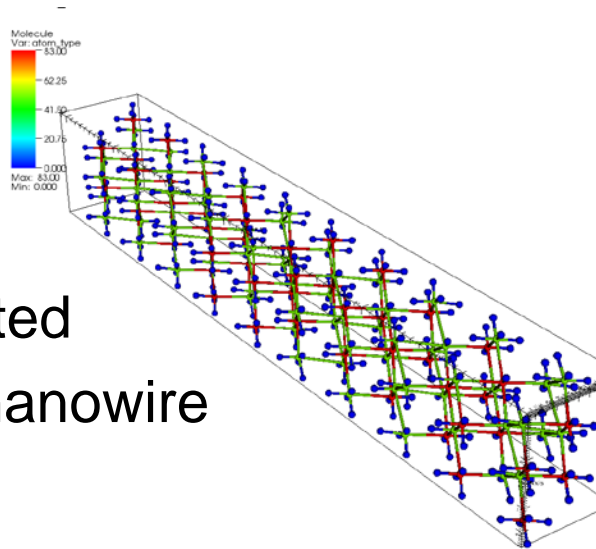 Molecule
Var: atom_type
83.00
62.25
41.50
20.75
0.000
Max: 83.00
Min: 0.000
ted
nanowire